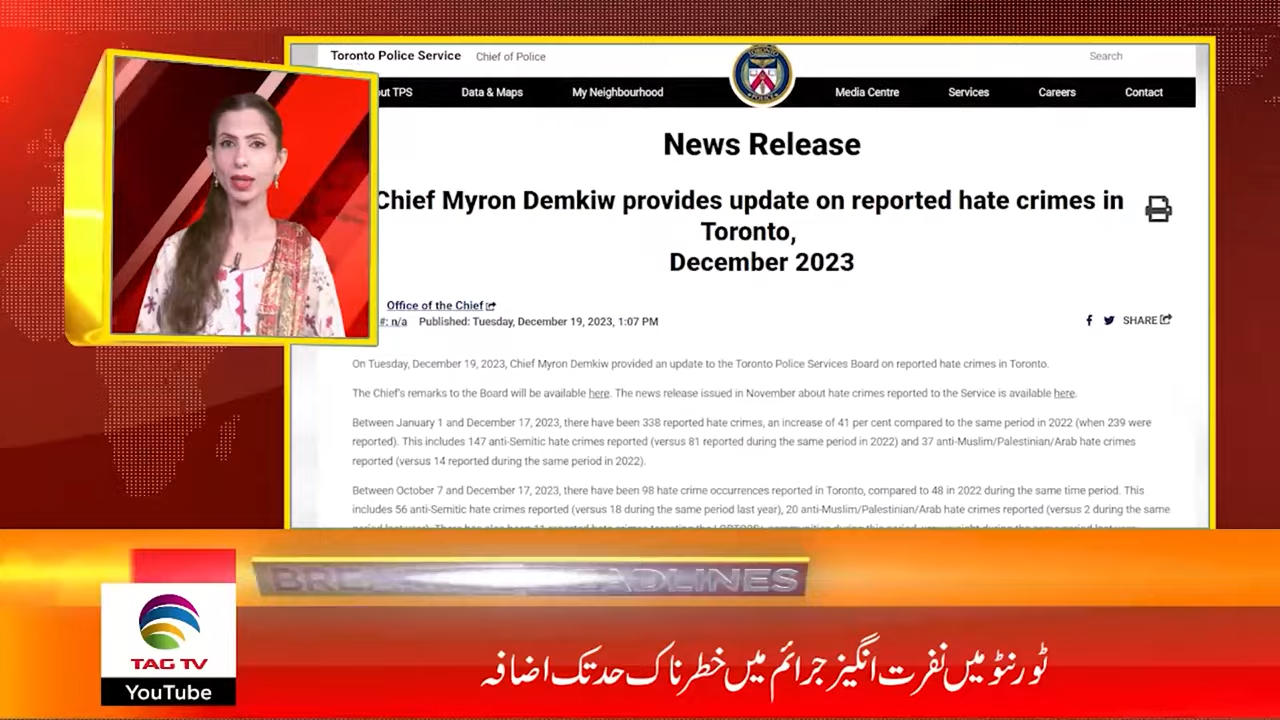 Toronto Police Service Chief of Police
Search
ut TPS Data & Maps My Neighbourhood Media Centre Services Careers Contact
News Release
Chief Myron Demkiw provides update on reported hate crimes in
Toronto,
December 2023
Office of the Chief
#: n/a Published: Tuesday, December 19, 2023, 1:07 PM
SHARE
On Tuesday, December 19, 2023, Chief Myron Demkiw provided an update to the Toronto Police Services Board on reported hate crimes in Toronto.
The Chief's remarks to the Board will be available here. The news release issued in November about hate crimes reported to the Service is available here.
Between January 1 and December 17, 2023, there have been 338 reported hate crimes, an increase of 41 per cent compared to the same period in 2022 (when 239 were
reported). This includes 147 anti-Semitic hate crimes reported (versus 81 reported during the same period in 2022) and 37 anti-Muslim/Palestinian/Arab hate crimes
reported (versus 14 reported during the same period in 2022).
Between October 7 and December 17, 2023, there have been 98 hate crime occurrences reported in Toronto, compared to 48 in 2022 during the same time period. This
includes 56 anti-Semitic hate crimes reported (versus 18 during the same period last year), 20 anti-Muslim/Palestinian/Arab hate crimes reported (versus 2 during the same
TAG TV
YouTube
ٹورنٹو میں نفرت انگیز جرائم میں خطرناک حد تک اضافہ